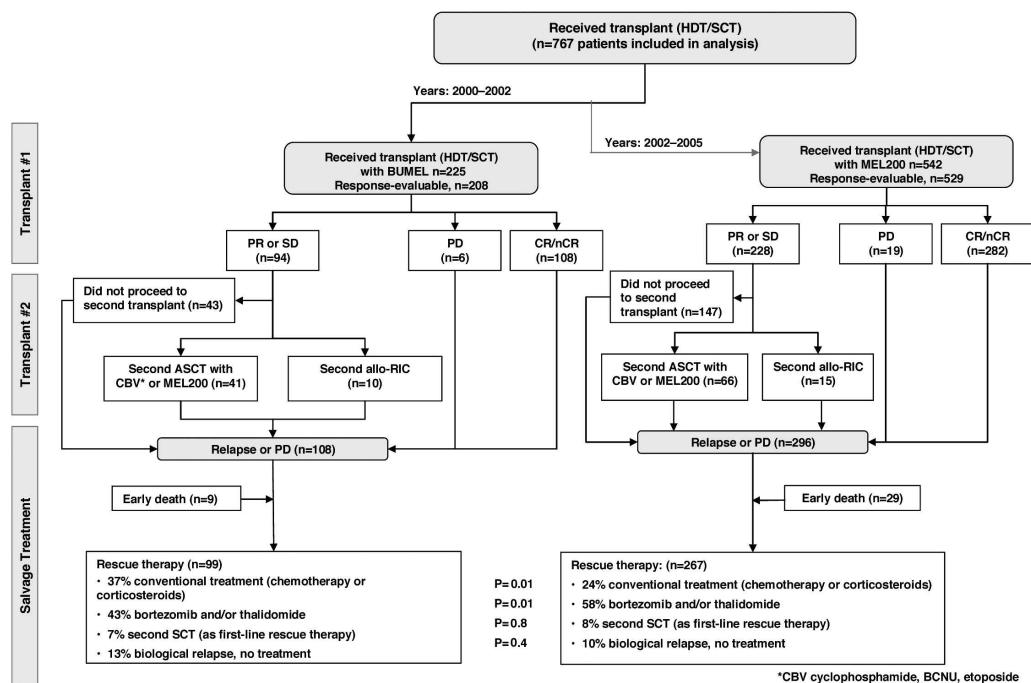 Received transplant (HDT/SCT)
(n=767 patients included in analysis)
Years: 2000–2002
Years: 2002–2005
Transplant #1
Received transplant (HDT/SCT)
with BUMEL n=225
Response-evaluable, n=208
Received transplant (HDT/SCT)
with MEL200 n=542
Response-evaluable, n=529
PR or SD
(n=94)
PD
(n=6)
CR/nCR
(n=108)
PR or SD
(n=228)
PD
(n=19)
CR/nCR
(n=282)
Transplant #2
Did not proceed to
second transplant (n=43)
Did not proceed
to second
transplant (n=147)
Second ASCT with
CBV* or MEL200 (n=41)
Second allo-RIC
(n=10)
Second ASCT with
CBV or MEL200 (n=66)
Second allo-RIC
(n=15)
Relapse or PD (n=108)
Relapse or PD (n=296)
Salvage Treatment
Early death (n=9)
Early death (n=29)
Rescue therapy (n=99)
· 37% conventional treatment (chemotherapy or
corticosteroids)
· 43% bortezomib and/or thalidomide
· 7% second SCT (as first-line rescue therapy)
· 13% biological relapse, no treatment
P=0.01
P=0.01
P=0.8
P=0.4
Rescue therapy: (n=267)
· 24% conventional treatment (chemotherapy or corticosteroids)
· 58% bortezomib and/or thalidomide
· 8% second SCT (as first-line rescue therapy)
· 10% biological relapse, no treatment
*CBV cyclophosphamide, BCNU, etoposide